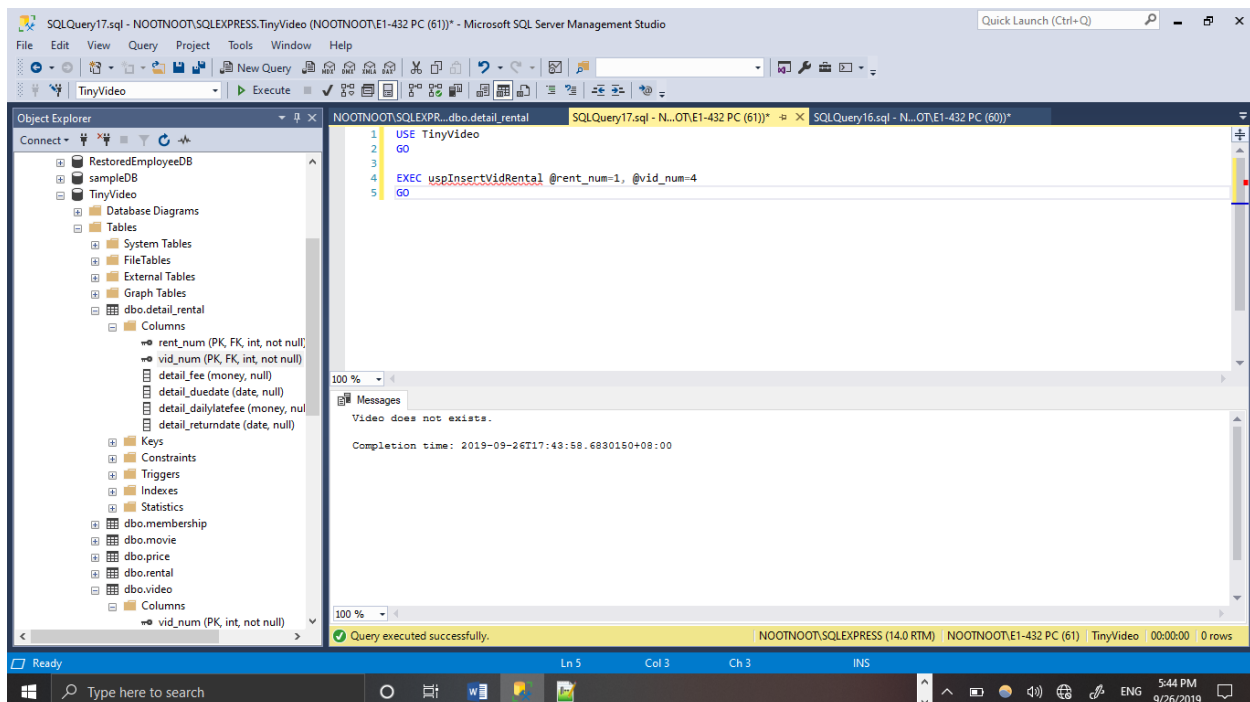 SQLQuery17.sql - NOOTNOOT\SQLEXPRESS.TinyVideo (NOOTNOOT\E1-432 PC (61))* - Microsoft SQL Server Management Studio
Quick Launch (Ctrl+Q)
File Edit View Query Project Tools Window Help
New Query
MDX DMX XMLA DAX
TinyVideo
Execute
Object Explorer
NOOTNOOT\SQLEXPR...dbo.detail_rental
SQLQuery17.sql - N...OT\E1-432 PC (61))*
SQLQuery16.sql - N...OT\E1-432 PC (60))*
Connect
RestoredEmployeeDB
sampleDB
TinyVideo
Database Diagrams
Tables
System Tables
FileTables
External Tables
Graph Tables
dbo.detail_rental
Columns
rent_num (PK, FK, int, not null)
vid_num (PK, FK, int, not null)
detail_fee (money, null)
detail_duedate (date, null)
detail_dailylatefee (money, nul
detail_returndate (date, null)
Keys
Constraints
Triggers
Indexes
Statistics
dbo.membership
dbo.movie
dbo.price
dbo.rental
dbo.video
Columns
vid_num (PK, int, not null)
1 USE TinyVideo
2 GO
3
4 EXEC uspInsertVidRental @rent_num=1, @vid_num=4
5 GO
100 %
Messages
Video does not exists.
Completion time: 2019-09-26T17:43:58.6830150+08:00
100 %
Query executed successfully.
NOOTNOOT\SQLEXPRESS (14.0 RTM)
NOOTNOOT\E1-432 PC (61)
TinyVideo
00:00:00
0 rows
Ready
Ln 5
Col 3
Ch 3
INS
Type here to search
ENG
5:44 PM
9/26/2019